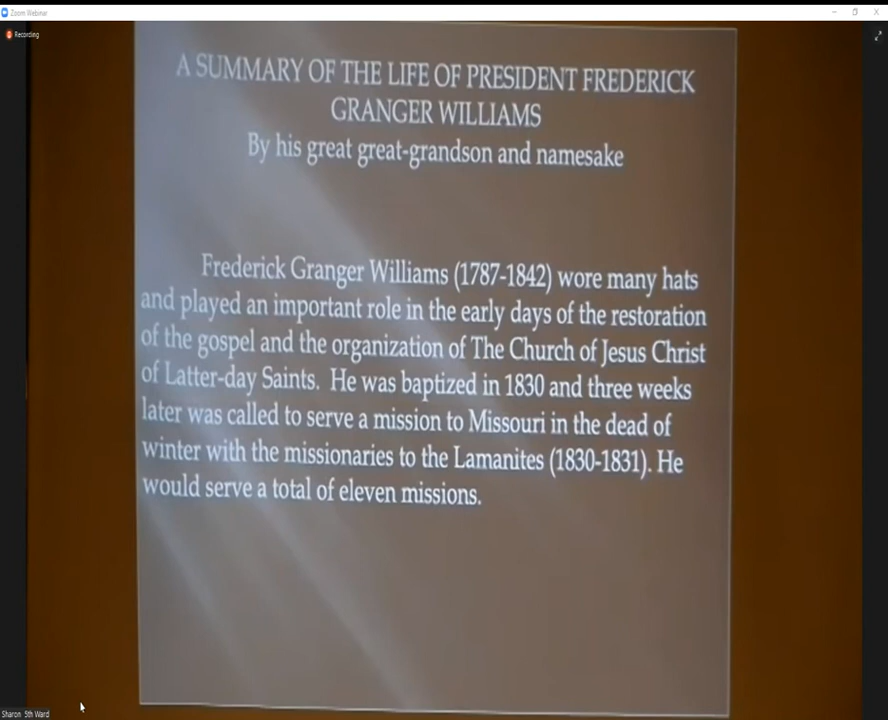 Zoom Webinar
Recording
A SUMMARY OF THE LIFE OF PRESIDENT FREDERICK
GRANGER WILLIAMS
By his great great-grandson and namesake
Frederick Granger Williams (1787-1842) wore many hats
and played an important role in the early days of the restoration
of the gospel and the organization of The Church of Jesus Christ
of Latter-day Saints. He was baptized in 1830 and three weeks
later was called to serve a mission to Missouri in the dead of
winter with the missionaries to the Lamanites (1830-1831). He
would serve a total of eleven missions.
Sharon 5th Ward